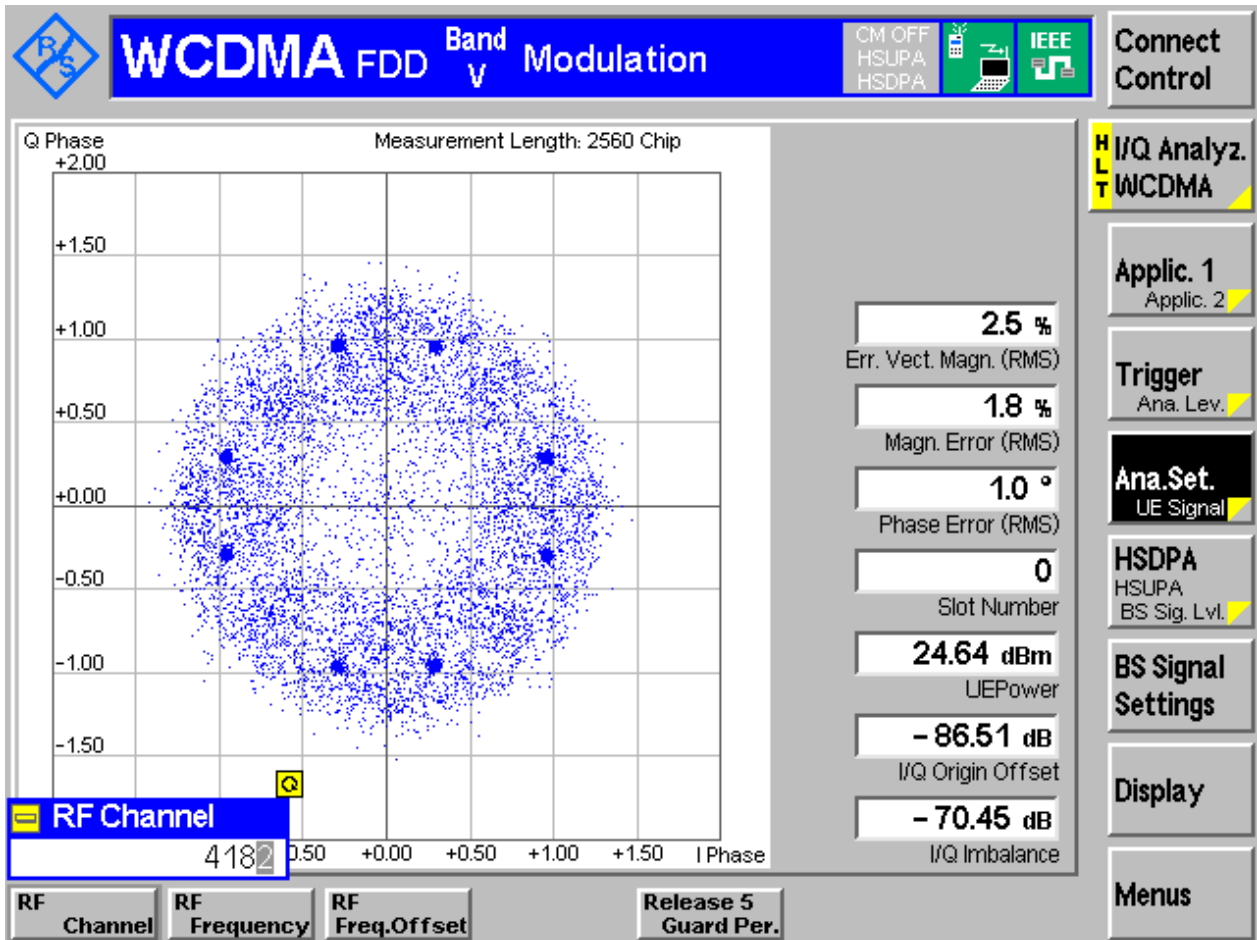 R/S
WCDMA FDD Band V Modulation
CM OFF
HSUPA
HSDPA
IEEE
Connect
Control
Q Phase
Measurement Length: 2560 Chip
+2.00
+1.50
+1.00
+0.50
+0.00
-0.50
-1.00
-1.50
Q
RF Channel
4182
0.50 +0.00 +0.50 +1.00 +1.50 I Phase
2.5 %
Err. Vect. Magn. (RMS)
1.8 %
Magn. Error (RMS)
1.0 °
Phase Error (RMS)
0
Slot Number
24.64 dBm
UEPower
- 86.51 dB
I/Q Origin Offset
- 70.45 dB
I/Q Imbalance
HLT
I/Q Analyz.
WCDMA
Applic. 1
Applic. 2
Trigger
Ana. Lev.
Ana.Set.
UE Signal
HSDPA
HSUPA
BS Sig. Lvl.
BS Signal
Settings
Display
Menus
RF
Channel
RF
Frequency
RF
Freq.Offset
Release 5
Guard Per.